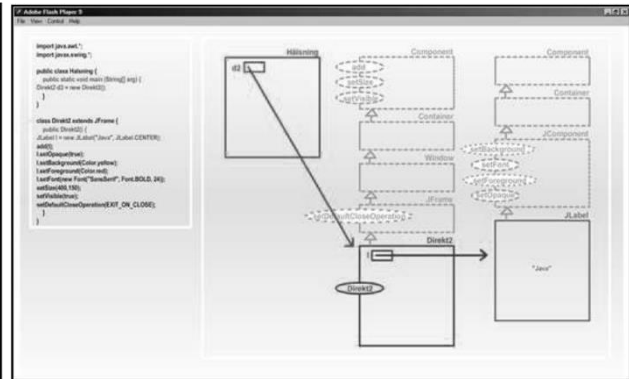 Adobe Flash Player 9
File View Control Help
import java.awt.*;
import javax.swing.*;
public class Halsning {
public static void main (String[] arg) {
Direkt2 d2 = new Direkt2();
}
}
class Direkt2 extends JFrame {
public Direkt2() {
JLabel l = new JLabel("Java", JLabel.CENTER);
add(l);
l.setOpaque(true);
l.setBackground(Color.yellow);
l.setForeground(Color.red);
l.setFont(new Font("SansSerif", Font.BOLD, 24));
setSize(400,150);
setVisible(true);
setDefaultCloseOperation(EXIT_ON_CLOSE);
}
}
Hälsning
d2
Component
add
setSize
setVisible
Container
Window
JFrame
setDefaultCloseOperation
Direkt2
l
Direkt2
Component
Container
JComponent
setBackground
setFont
setForeground
setOpaque
JLabel
"Java"